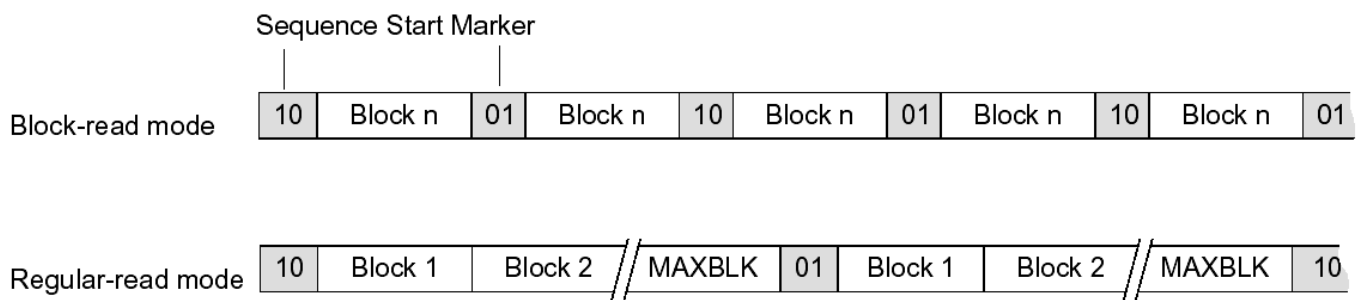 Sequence Start Marker
Block-read mode 10 Block n 01 Block n 10 Block n 01 Block n 10 Block n 01
Regular-read mode 10 Block 1 Block 2 MAXBLK 01 Block 1 Block 2 MAXBLK 10